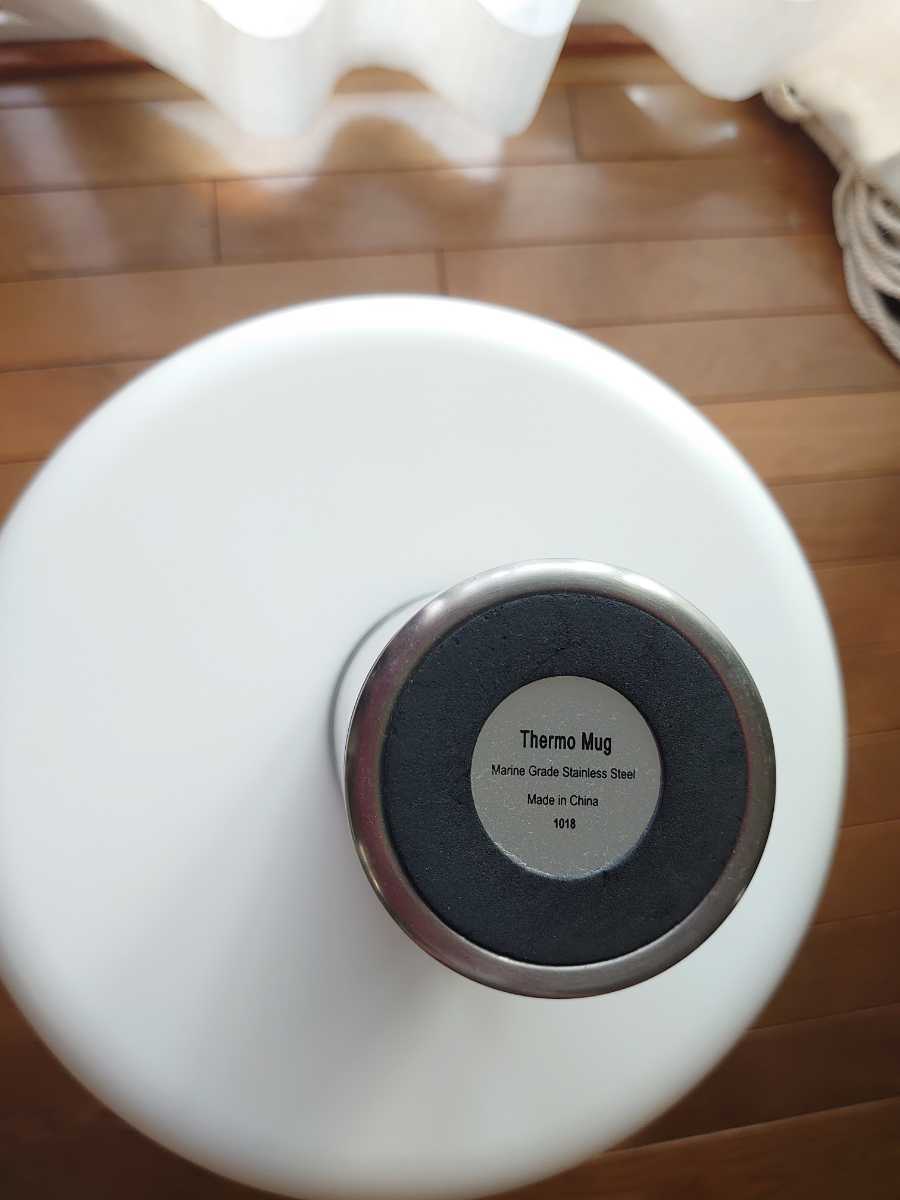 Thermo Mug
Marine Grade Stainless Steel
Made in China
1018